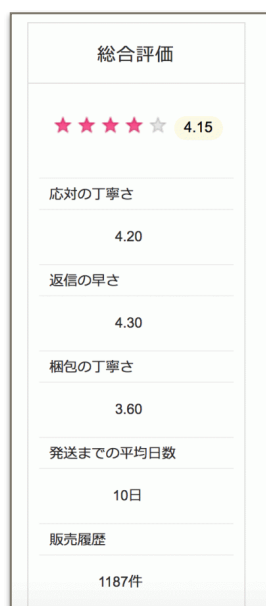 総合評価
4.15
応対の丁寧さ
4.20
返信の早さ
4.30
梱包の丁寧さ
3.60
発送までの平均日数
10日
販売履歴
1187件